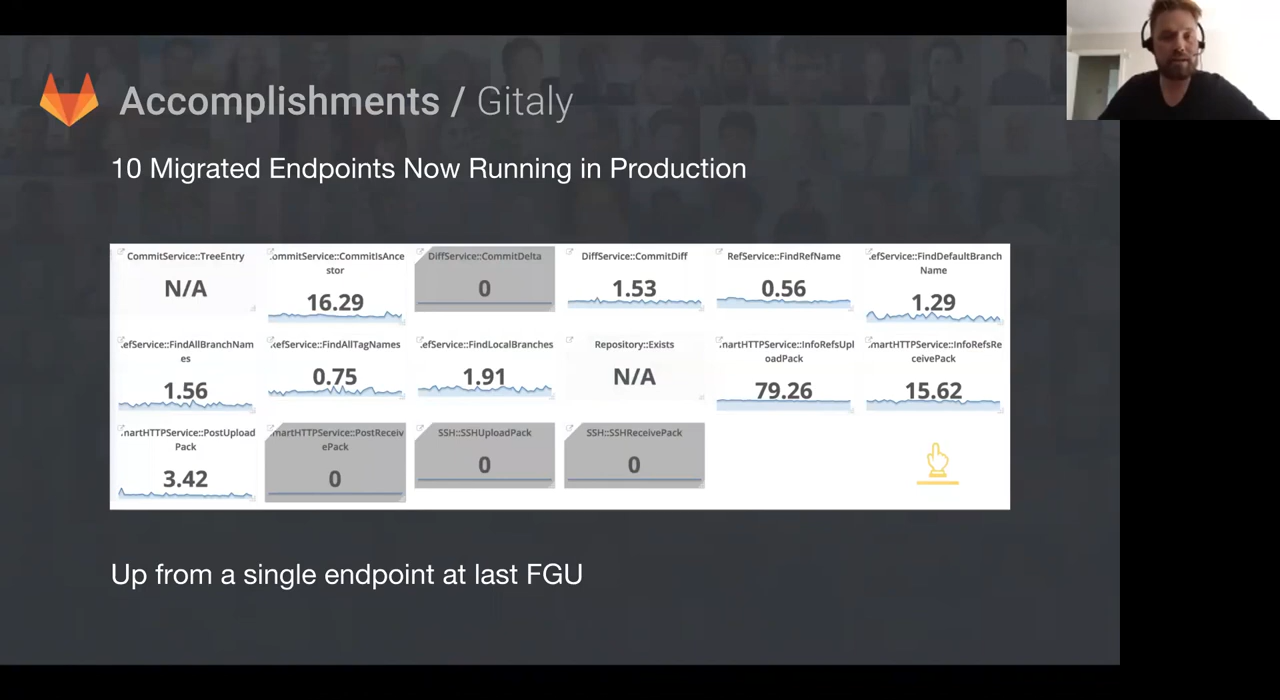 Accomplishments / Gitaly
10 Migrated Endpoints Now Running in Production
CommitService::TreeEntry
N/A
ommitService::CommitIsAnce
stor
16.29
DiffService::CommitDelta
0
DiffService::CommitDiff
1.53
RefService::FindRefName
0.56
efService::FindDefaultBranch
Name
1.29
efService::FindAllBranchNam
es
1.56
RefService::FindAllTagNames
0.75
efService::FindLocalBranches
1.91
Repository::Exists
N/A
martHTTPService::InfoRefsUpl
oadPack
79.26
martHTTPService::InfoRefsRe
ceivePack
15.62
martHTTPService::PostUpload
Pack
3.42
martHTTPService::PostReceiv
ePack
0
SSH::SSHUploadPack
0
SSH::SSHReceivePack
0
Up from a single endpoint at last FGU